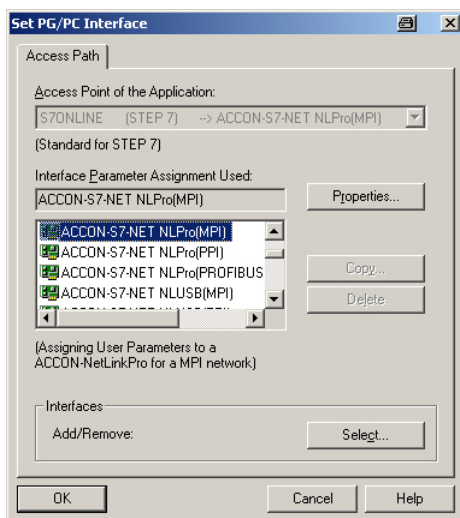 Set PG/PC Interface
Access Path
Access Point of the Application:
S7ONLINE (STEP 7) --> ACCON-S7-NET NLPro(MPI)
(Standard for STEP 7)
Interface Parameter Assignment Used:
ACCON-S7-NET NLPro(MPI)
Properties...
ACCON-S7-NET NLPro(MPI)
ACCON-S7-NET NLPro(PPI)
ACCON-S7-NET NLPro(PROFIBUS
ACCON-S7-NET NLUSB(MPI)
Copy...
Delete
(Assigning User Parameters to a
ACCON-NetLinkPro for a MPI network)
Interfaces
Add/Remove:
Select...
OK
Cancel
Help